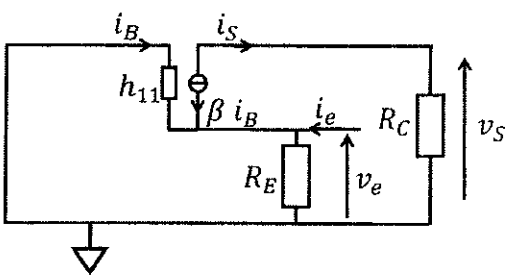 i_B i_S
h_11
β i_B i_e R_C v_S
R_E v_e